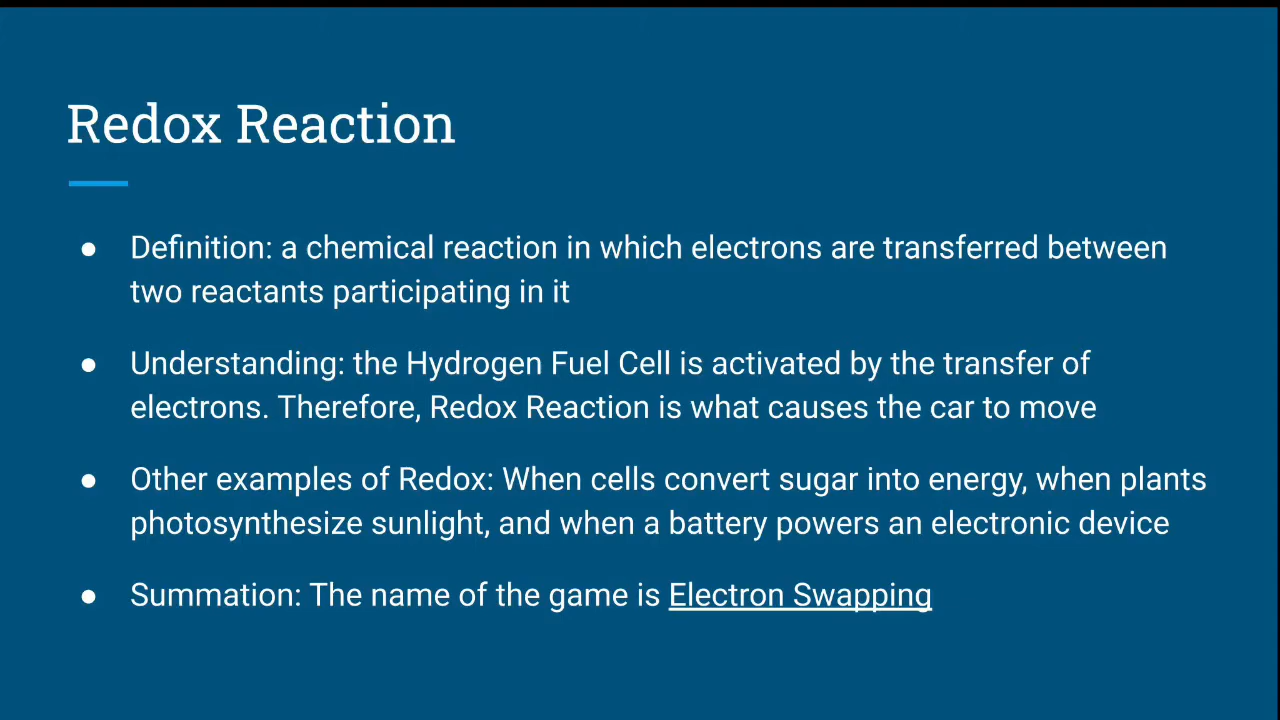 Redox Reaction
● Definition: a chemical reaction in which electrons are transferred between
two reactants participating in it
● Understanding: the Hydrogen Fuel Cell is activated by the transfer of
electrons. Therefore, Redox Reaction is what causes the car to move
● Other examples of Redox: When cells convert sugar into energy, when plants
photosynthesize sunlight, and when a battery powers an electronic device
● Summation: The name of the game is Electron Swapping